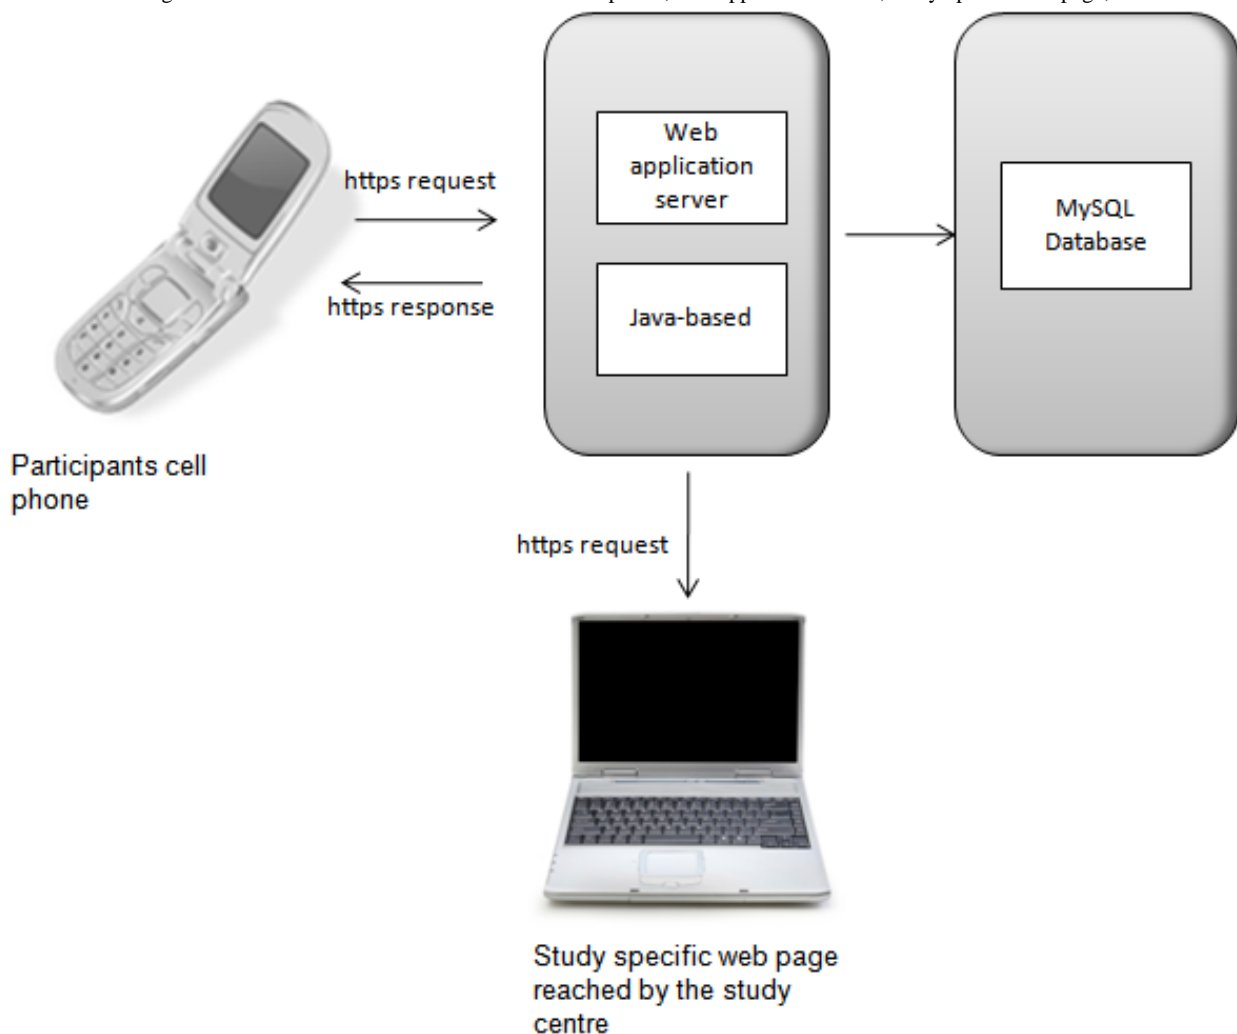 https request
https response
Participants cell
phone
Web
application
server
Java-based
MySQL
Database
https request
Study specific web page
reached by the study
centre